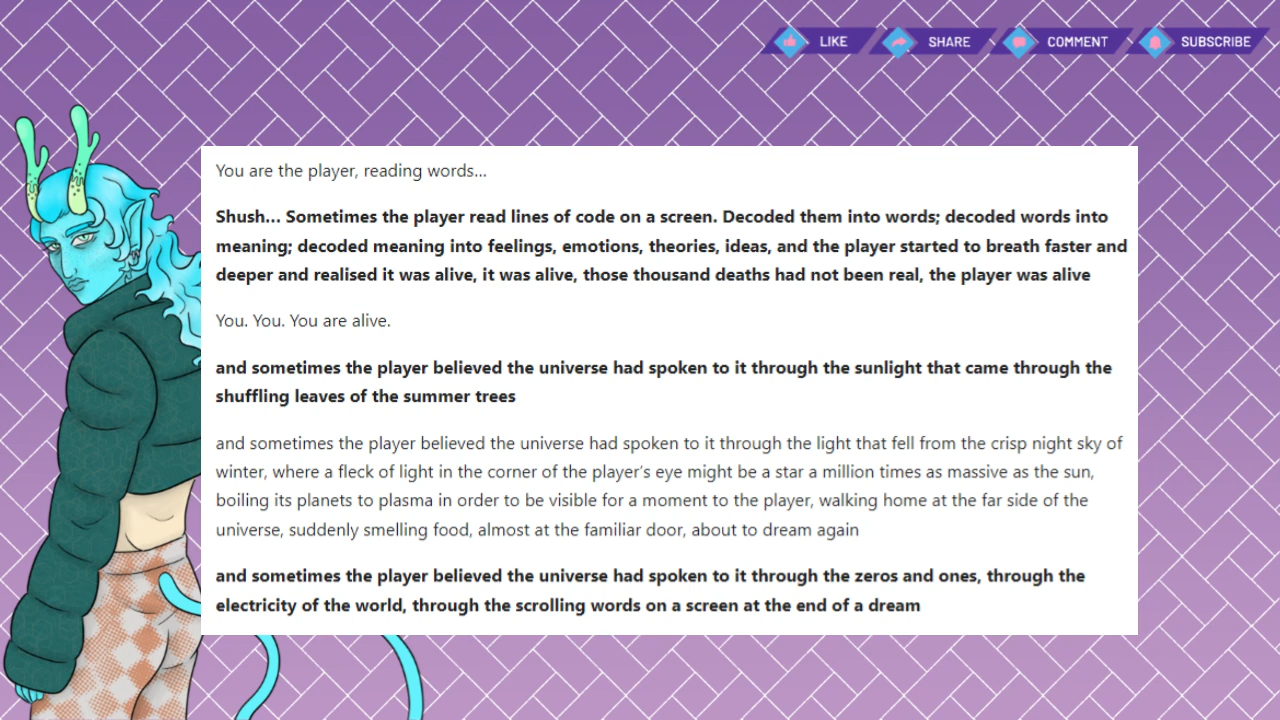 LIKE SHARE COMMENT SUBSCRIBE
You are the player, reading words...
Shush... Sometimes the player read lines of code on a screen. Decoded them into words; decoded words into
meaning; decoded meaning into feelings, emotions, theories, ideas, and the player started to breath faster and
deeper and realised it was alive, it was alive, those thousand deaths had not been real, the player was alive
You. You. You are alive.
and sometimes the player believed the universe had spoken to it through the sunlight that came through the
shuffling leaves of the summer trees
and sometimes the player believed the universe had spoken to it through the light that fell from the crisp night sky of
winter, where a fleck of light in the corner of the player's eye might be a star a million times as massive as the sun,
boiling its planets to plasma in order to be visible for a moment to the player, walking home at the far side of the
universe, suddenly smelling food, almost at the familiar door, about to dream again
and sometimes the player believed the universe had spoken to it through the zeros and ones, through the
electricity of the world, through the scrolling words on a screen at the end of a dream